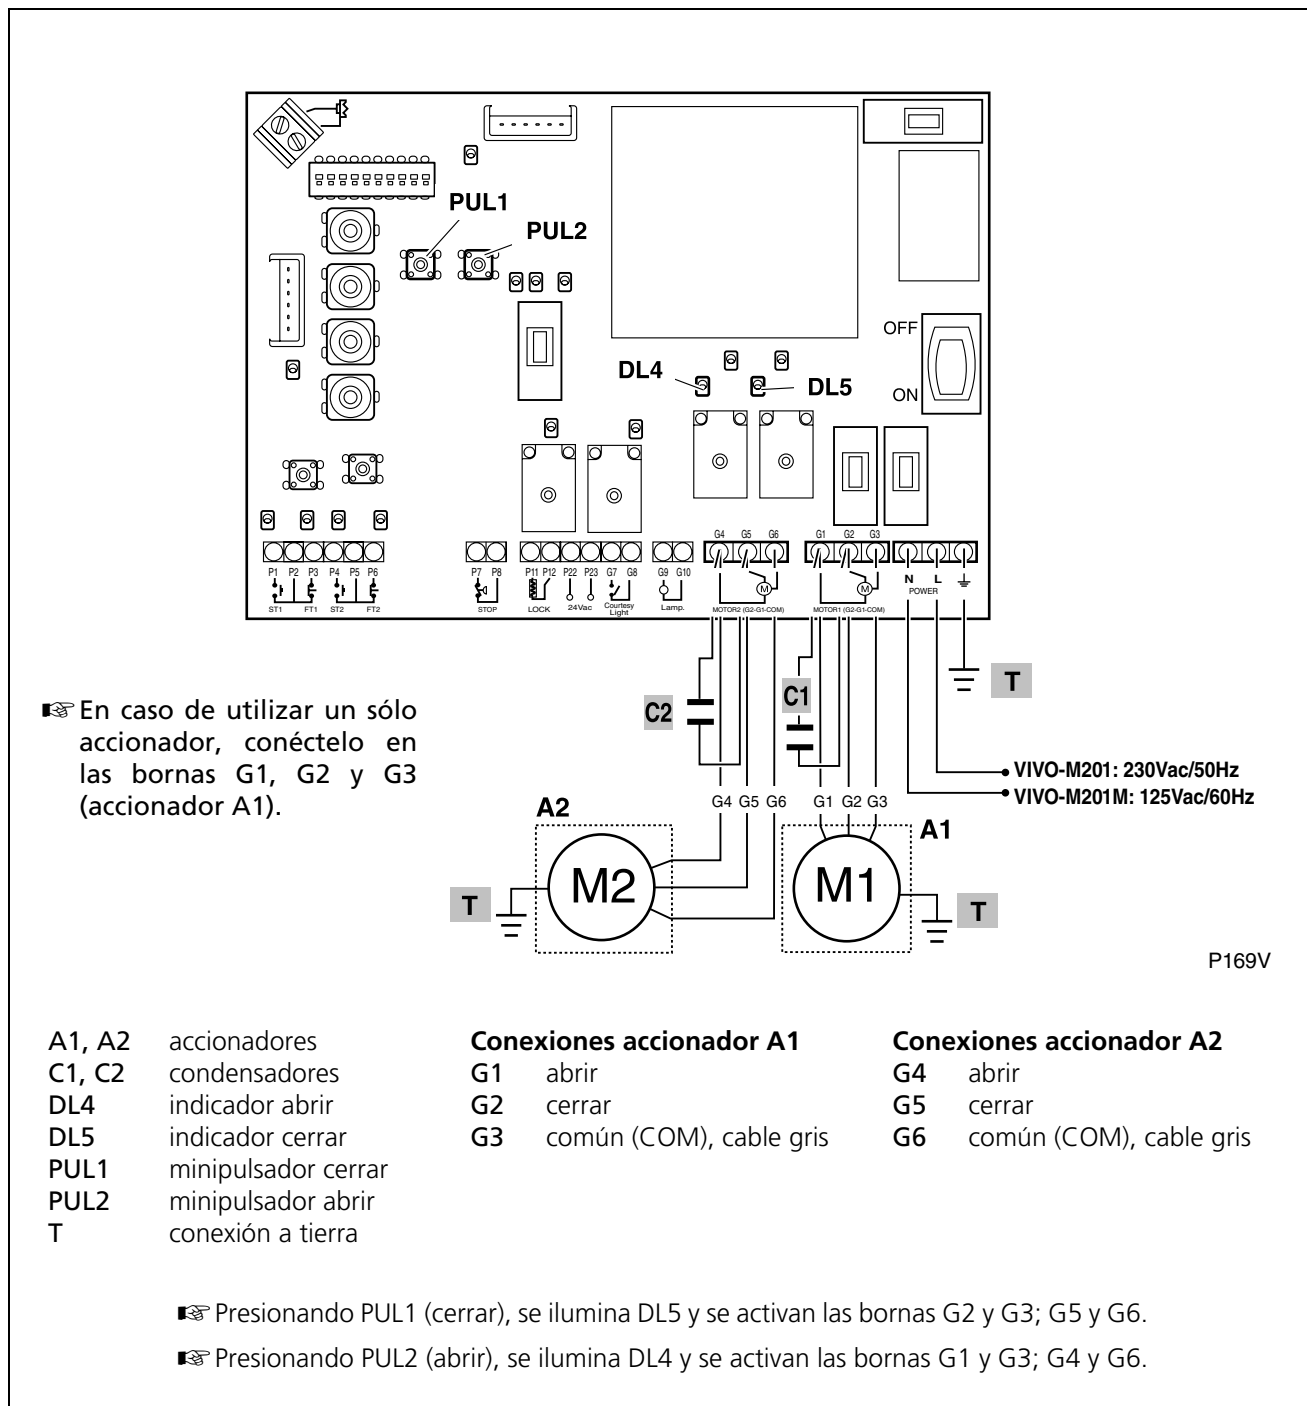 PUL1
PUL2
OFF
DL4
DL5
ON
G4 G5 G6 G1 G2 G3
P1 P2 P3 P4 P5 P6 P7 P8 P11 P12 P22 P23 G7 G8 G9 G10 N L
POWER
ST1 FT1 ST2 FT2 STOP LOCK 24Vac Courtesy Light Lamp. M MOTOR2 (G2-G1-COM) M MOTOR1 (G2-G1-COM)
T
C2
C1
☞ En caso de utilizar un sólo
accionador, conéctelo en
las bornas G1, G2 y G3
(accionador A1).
VIVO-M201: 230Vac/50Hz
VIVO-M201M: 125Vac/60Hz
G4 G5 G6 G1 G2 G3
A2
A1
M2
M1
T
T
P169V
A1, A2 accionadores
C1, C2 condensadores
DL4 indicador abrir
DL5 indicador cerrar
PUL1 minipulsador cerrar
PUL2 minipulsador abrir
T conexión a tierra
Conexiones accionador A1
G1 abrir
G2 cerrar
G3 común (COM), cable gris
Conexiones accionador A2
G4 abrir
G5 cerrar
G6 común (COM), cable gris
☞ Presionando PUL1 (cerrar), se ilumina DL5 y se activan las bornas G2 y G3; G5 y G6.
☞ Presionando PUL2 (abrir), se ilumina DL4 y se activan las bornas G1 y G3; G4 y G6.